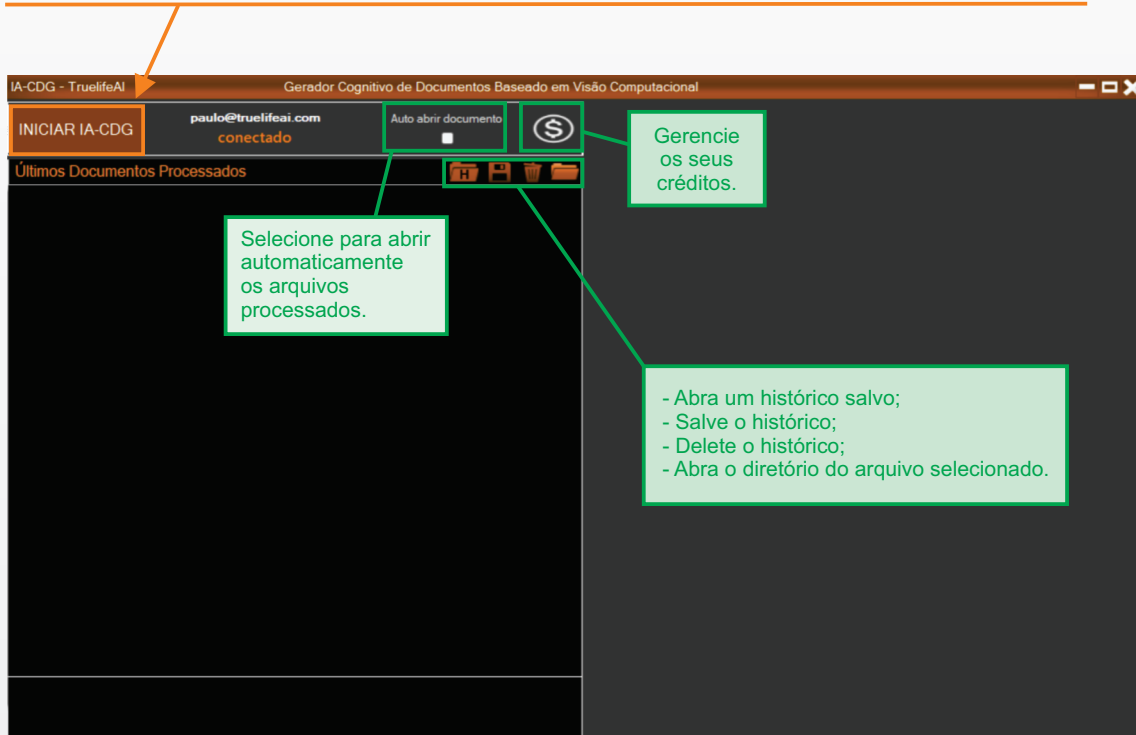 IA-CDG - TruelifeAI
Gerador Cognitivo de Documentos Baseado em Visão Computacional
INICIAR IA-CDG
paulo@truelifeai.com
conectado
Auto abrir documento
Gerencie
os seus
créditos.
Últimos Documentos Processados
H
Selecione para abrir
automaticamente
os arquivos
processados.
- Abra um histórico salvo;
- Salve o histórico;
- Delete o histórico;
- Abra o diretório do arquivo selecionado.